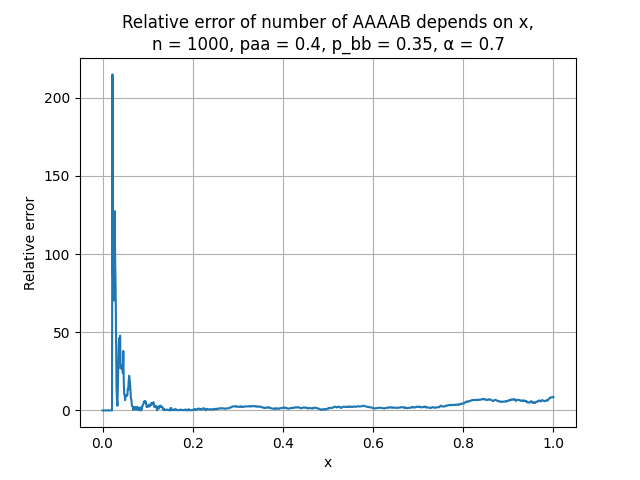 Relative error of number of AAAAB depends on x,
n = 1000, paa = 0.4, p_bb = 0.35, α = 0.7
200
150
100
50
0
Relative error
0.0 0.2 0.4 0.6 0.8 1.0
x